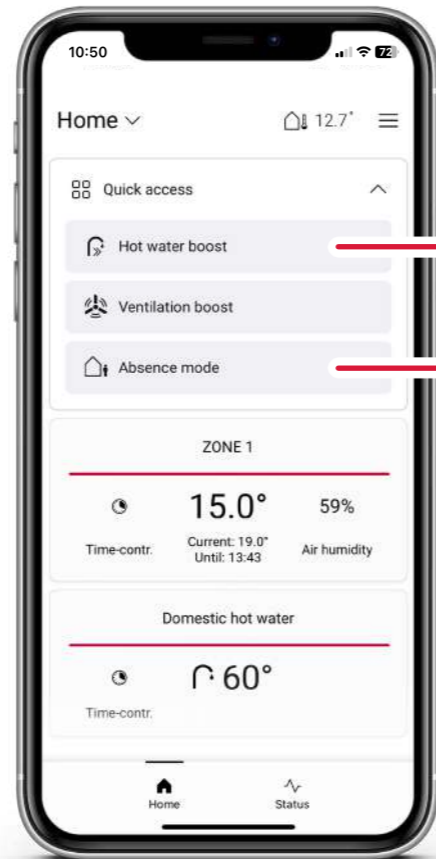 10:50
72
Home
12.7°
Quick access
Hot water boost
Ventilation boost
Absence mode
ZONE 1
15.0°
59%
Time-contr.
Current: 19.0°
Until: 13:43
Air humidity
Domestic hot water
60°
Time-contr.
Home
Status